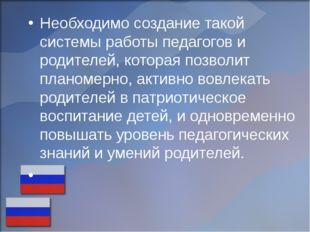 • Необходимо создание такой
системы работы педагогов и
родителей, которая позволит
планомерно, активно вовлекать
родителей в патриотическое
воспитание детей, и одновременно
повышать уровень педагогических
знаний и умений родителей.
•